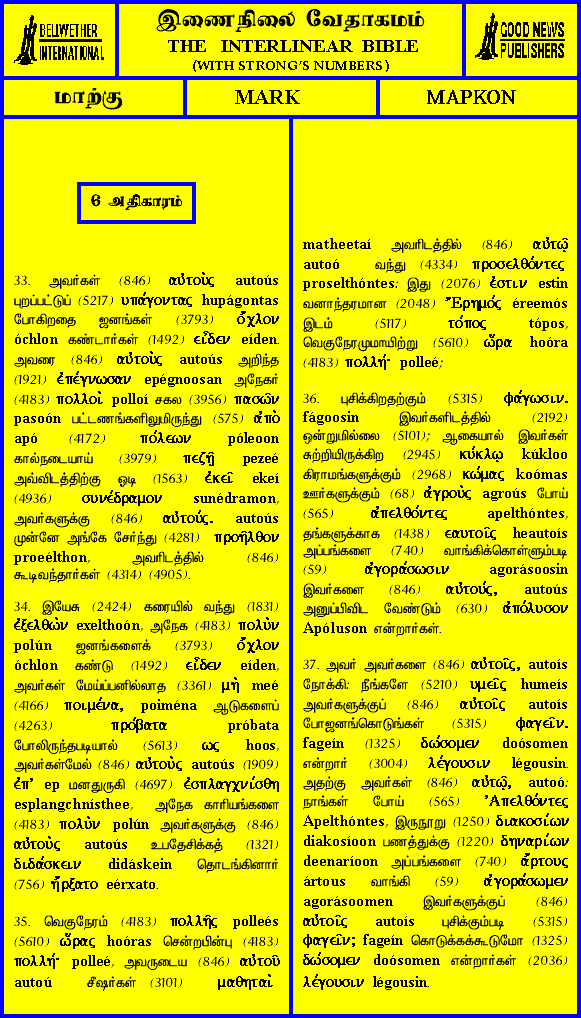 BELLWETHER
INTERNATIONAL
இணைநிலை வேதாகமம்
THE INTERLINEAR BIBLE
(WITH STRONG'S NUMBERS)
GOOD NEWS
PUBLISHERS
மாற்கு
MARK
ΜΑΡΚΟΝ
6 அதிகாரம்
33. அவர்கள் (846) αὐτοὺς autoús
புறப்பட்டுப் (5217) υπάγοντας hupágontas
போகிறதை ஜனங்கள் (3793) ὄχλον
óchlon கண்டார்கள் (1492) εἶδεν eíden.
அவரை (846) αὐτοὺς autoús அறிந்த
(1921) ἐπέγνωσαν epégnoosan அநேகர்
(4183) πολλοὶ polloí சகல (3956) πασῶν
pasoón பட்டணங்களிலுமிருந்து (575) ἀπὸ
apó (4172) πόλεων póleoon
கால்நடையாய் (3979) πεζῇ pezeé
அவ்விடத்திற்கு ஓடி (1563) ἐκεῖ ekeí
(4936) συνέδραμον sunédramon,
அவர்களுக்கு (846) αὐτούς. autoús
முன்னே அங்கே சேர்ந்து (4281) προῆλθον
proeélthon, அவரிடத்தில் (846)
கூடிவந்தார்கள் (4314) (4905).
34. இயேசு (2424) கரையில் வந்து (1831)
ἐξελθὼν exelthoón, அநேக (4183) πολὺν
polún ஜனங்களைக் (3793) ὄχλον
óchlon கண்டு (1492) εἶδεν eíden,
அவர்கள் மேய்ப்பனில்லாத (3361) μὴ meé
(4166) ποιμένα, poiména ஆடுகளைப்
(4263) πρόβατα próbata
போலிருந்தபடியால் (5613) ως hoos,
அவர்கள்மேல் (846) αὐτοὺς autoús (1909)
ἐπ' ep மனதுருகி (4697) ἐσπλαγχνίσθη
esplangchnísthee, அநேக காரியங்களை
(4183) πολὺν polún அவர்களுக்கு (846)
αὐτοὺς autoús உபதேசிக்கத் (1321)
διδάσκειν didáskein தொடங்கினார்
(756) ἤρξατο eérxato.
35. வெகுநேரம் (4183) πολλῆς polleés
(5610) ὥρας hoóras சென்றபின்பு (4183)
πολλή· polleé, அவருடைய (846) αὐτοῦ
autoú சீஷர்கள் (3101) μαθηταὶ
matheetaí அவரிடத்தில் (846) αὐτῷ
autoó வந்து (4334) προσελθόντες
proselthóntes: இது (2076) ἐστιν estin
வனாந்தரமான (2048) Ἔρημός éreemós
இடம் (5117) τόπος tópos,
வெகுநேரமுமாயிற்று (5610) ὥρα hoóra
(4183) πολλή· polleé;
36. புசிக்கிறதற்கும் (5315) φάγωσιν.
fágoosin இவர்களிடத்தில் (2192)
ஒன்றுமில்லை (5101); ஆகையால் இவர்கள்
சுற்றியிருக்கிற (2945) κύκλῳ kúkloo
கிராமங்களுக்கும் (2968) κώμας koómas
ஊர்களுக்கும் (68) ἀγροὺς agroús போய்
(565) ἀπελθόντες apelthóntes,
தங்களுக்காக (1438) εαυτοῖς heautoís
அப்பங்களை (740) வாங்கிக்கொள்ளும்படி
(59) ἀγοράσωσιν agorásoosin
இவர்களை (846) αὐτούς, autoús
அனுப்பிவிட வேண்டும் (630) ἀπόλυσον
Apóluson என்றார்கள்.
37. அவர் அவர்களை (846) αὐτοῖς, autoís
நோக்கி: நீங்களே (5210) υμεῖς humeís
அவர்களுக்குப் (846) αὐτοῖς autoís
போஜனங்கொடுங்கள் (5315) φαγεῖν.
fageín (1325) δώσομεν doósomen
என்றார் (3004) λέγουσιν légousin.
அதற்கு அவர்கள் (846) αὐτῷ, autoó:
நாங்கள் போய் (565) Ἀπελθόντες
Apelthóntes, இருநூறு (1250) διακοσίων
diakosíoon பணத்துக்கு (1220) δηναρίων
deenaríoon அப்பங்களை (740) ἄρτους
ártous வாங்கி (59) ἀγοράσωμεν
agorásoomen இவர்களுக்குப் (846)
αὐτοῖς autoís புசிக்கும்படி (5315)
φαγεῖν; fageín கொடுக்கக்கூடுமோ (1325)
δώσομεν doósomen என்றார்கள் (2036)
λέγουσιν légousin.